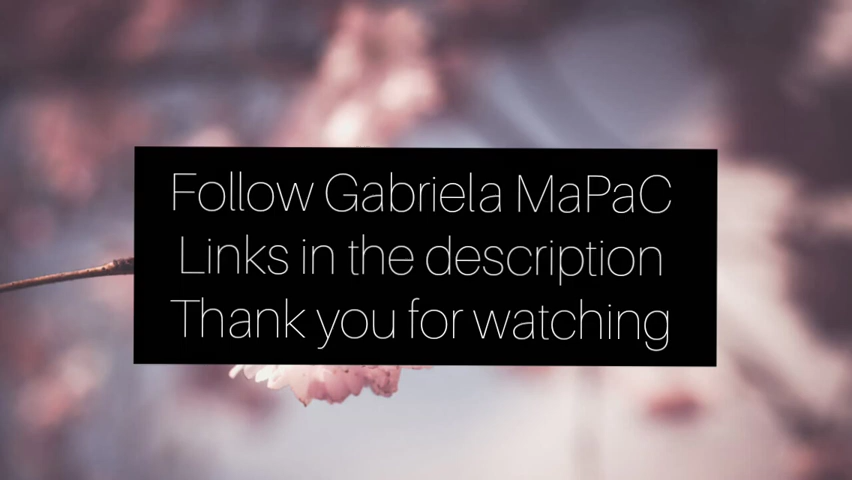 Follow Gabriela MaPaC
Links in the description
Thank you for watching